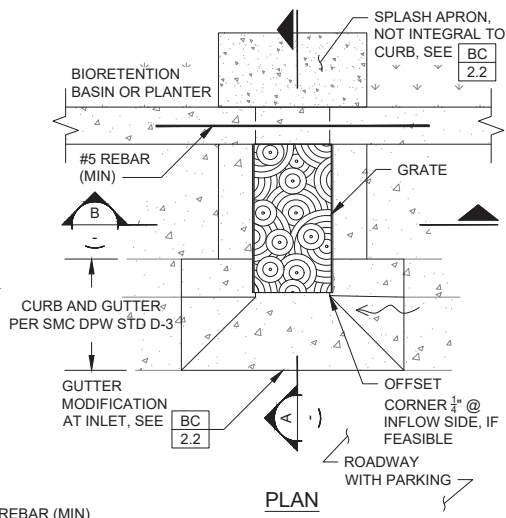 SPLASH APRON,
NOT INTEGRAL TO
CURB, SEE
BC
2.2
BIORETENTION
BASIN OR PLANTER
#5 REBAR
(MIN)
GRATE
B
-
CURB AND GUTTER
PER SMC DPW STD D-3
GUTTER
MODIFICATION
AT INLET, SEE
BC
2.2
A
-
OFFSET
CORNER ¼" @
INFLOW SIDE, IF
FEASIBLE
ROADWAY
WITH PARKING
PLAN
REBAR (MIN)